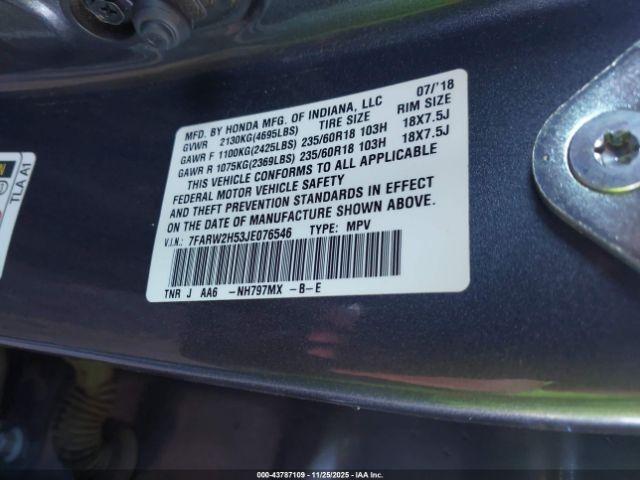 MFD. BY HONDA MFG. OF INDIANA, LLC 07/'18
GVWR 2130KG(4695LBS) TIRE SIZE RIM SIZE
GAWR F 1100KG(2425LBS) 235/60R18 103H 18X7.5J
GAWR R 1075KG(2369LBS) 235/60R18 103H 18X7.5J
THIS VEHICLE CONFORMS TO ALL APPLICABLE
FEDERAL MOTOR VEHICLE SAFETY
AND THEFT PREVENTION STANDARDS IN EFFECT
ON THE DATE OF MANUFACTURE SHOWN ABOVE.
V.I.N.: 7FARW2H53JE076546 TYPE: MPV
TNR J AA6 -NH797MX -B-E
TLA A1
000-43787109 - 11/25/2025 - IAA Inc.